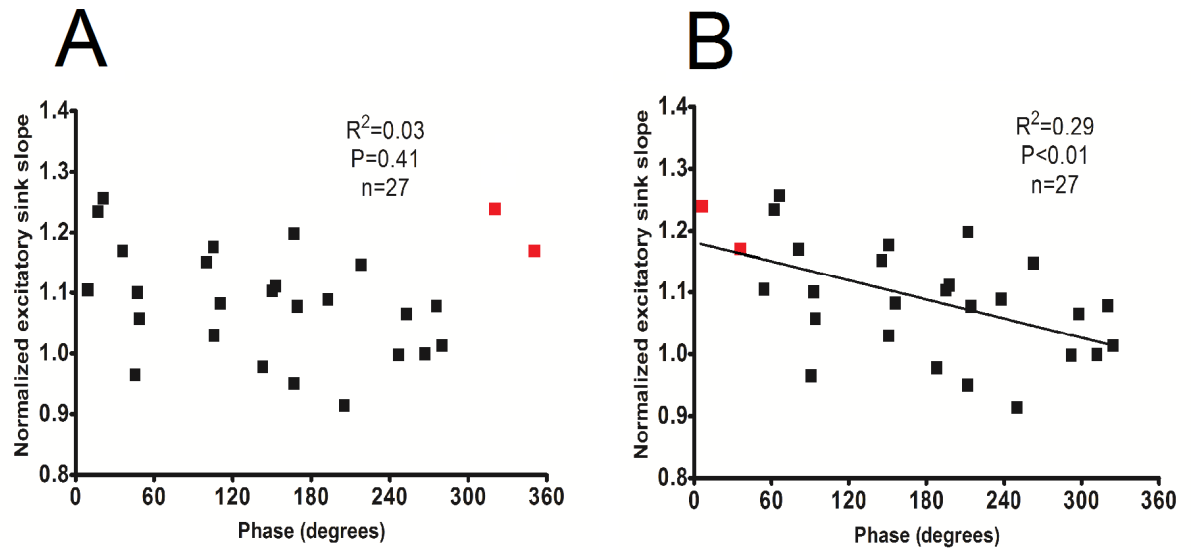 A
Normalized excitatory sink slope
1.4
1.3
1.2
1.1
1.0
0.9
0.8
R²=0.03
P=0.41
n=27
0 60 120 180 240 300 360
Phase (degrees)
B
Normalized excitatory sink slope
1.4
1.3
1.2
1.1
1.0
0.9
0.8
R²=0.29
P<0.01
n=27
0 60 120 180 240 300 360
Phase (degrees)